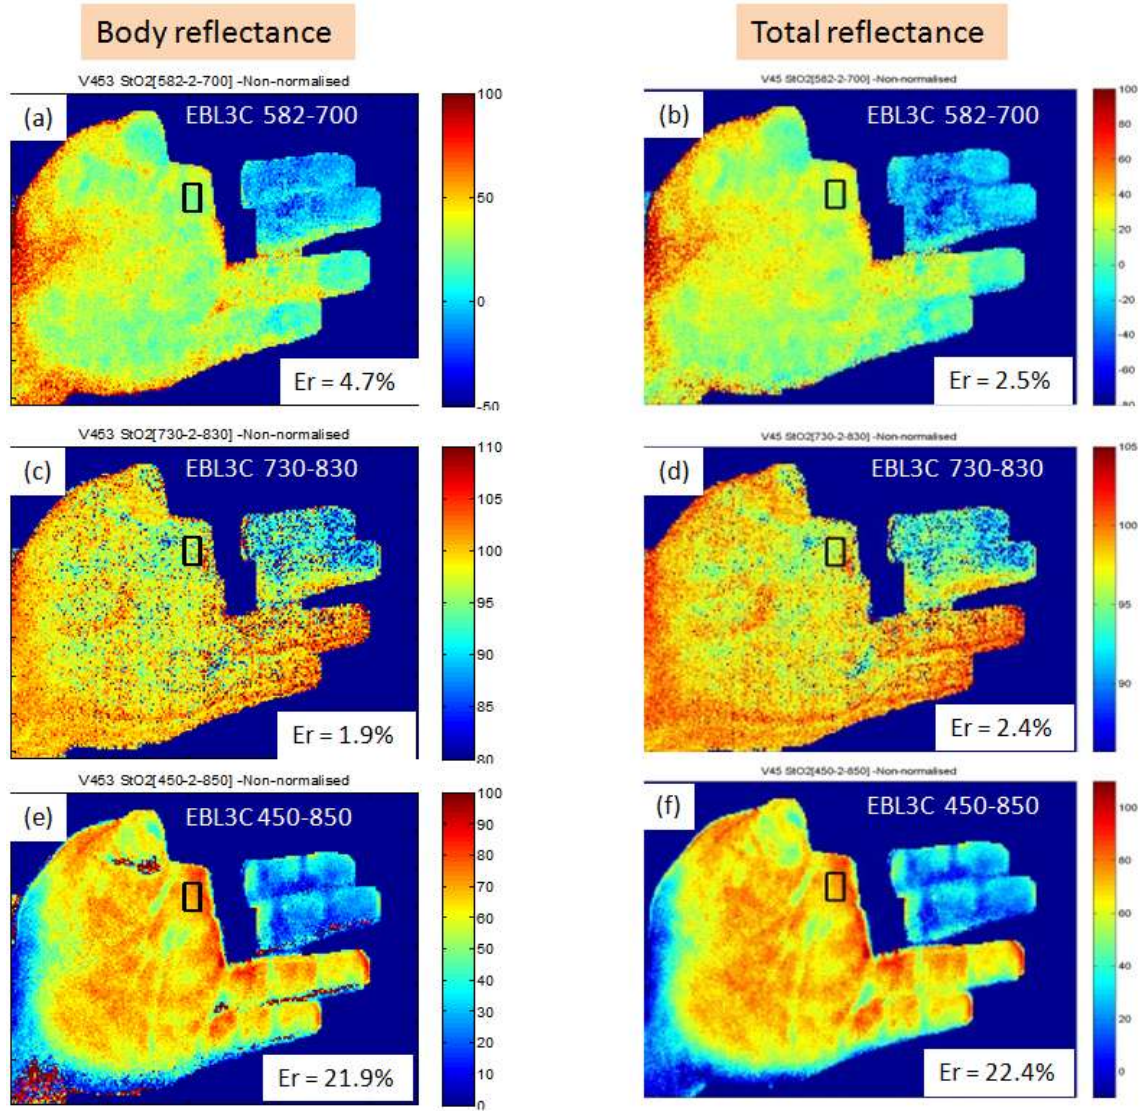 Body reflectance
Total reflectance
V453 StO2[582-2-700] -Non-normalised
V45 StO2[582-2-700] -Non-normalised
(a)
EBL3C 582-700
100
50
0
-50
Er = 4.7%
(b)
EBL3C 582-700
100
80
60
40
20
0
-20
-40
-60
-80
Er = 2.5%
V453 StO2[730-2-830] -Non-normalised
V45 StO2[730-2-830] -Non-normalised
(c)
EBL3C 730-830
110
105
100
95
90
85
80
Er = 1.9%
(d)
EBL3C 730-830
105
100
95
90
Er = 2.4%
V453 StO2[450-2-850] -Non-normalised
V45 StO2[450-2-850] -Non-normalised
(e)
EBL3C 450-850
100
90
80
70
60
50
40
30
20
10
0
Er = 21.9%
(f)
EBL3C 450-850
100
80
60
40
20
0
Er = 22.4%